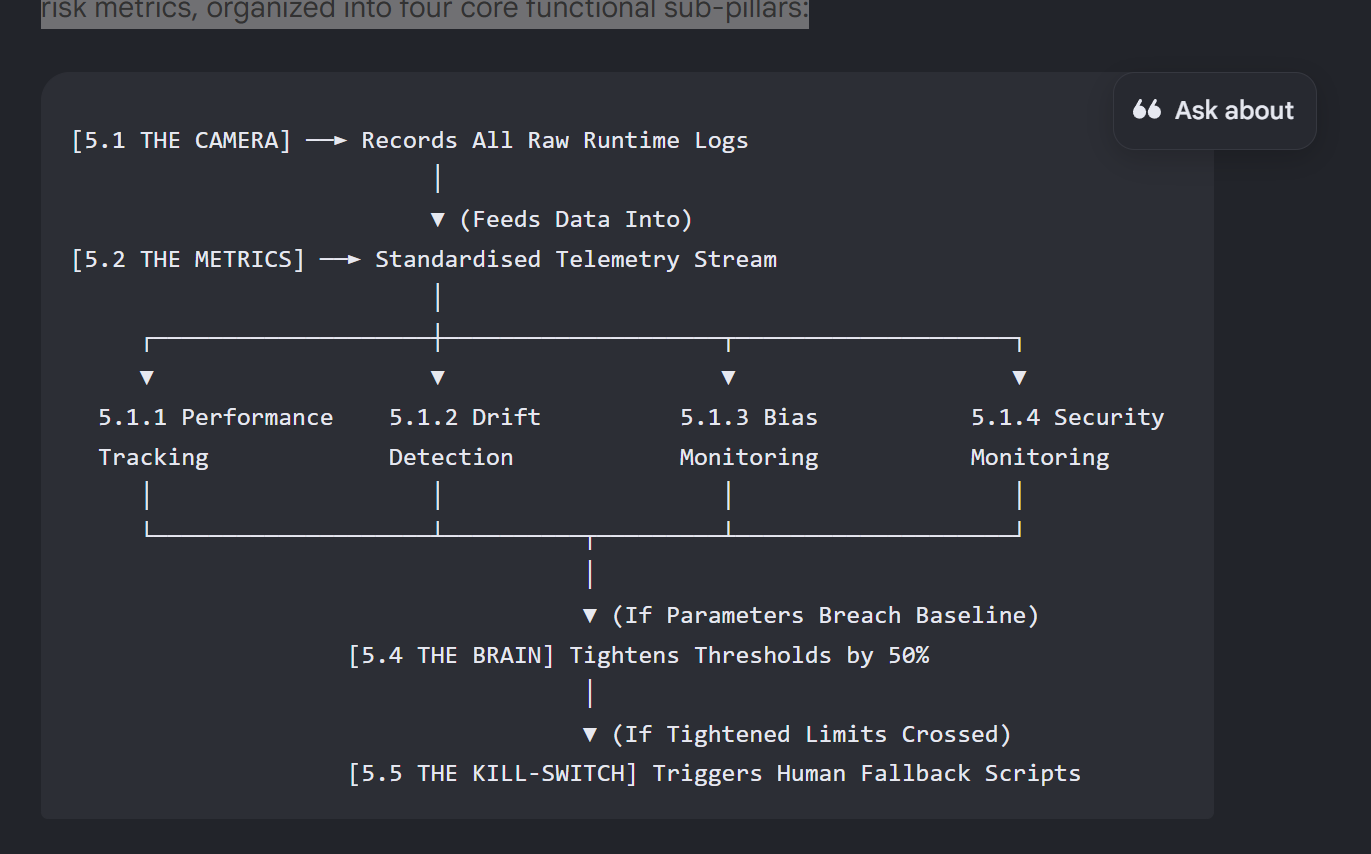 risk metrics, organized into four core functional sub-pillars:
Ask about
[5.1 THE CAMERA] ──► Records All Raw Runtime Logs
(Feeds Data Into)
[5.2 THE METRICS] ──► Standardised Telemetry Stream
5.1.1 Performance 5.1.2 Drift 5.1.3 Bias 5.1.4 Security
Tracking Detection Monitoring Monitoring
(If Parameters Breach Baseline)
[5.4 THE BRAIN] Tightens Thresholds by 50%
(If Tightened Limits Crossed)
[5.5 THE KILL-SWITCH] Triggers Human Fallback Scripts